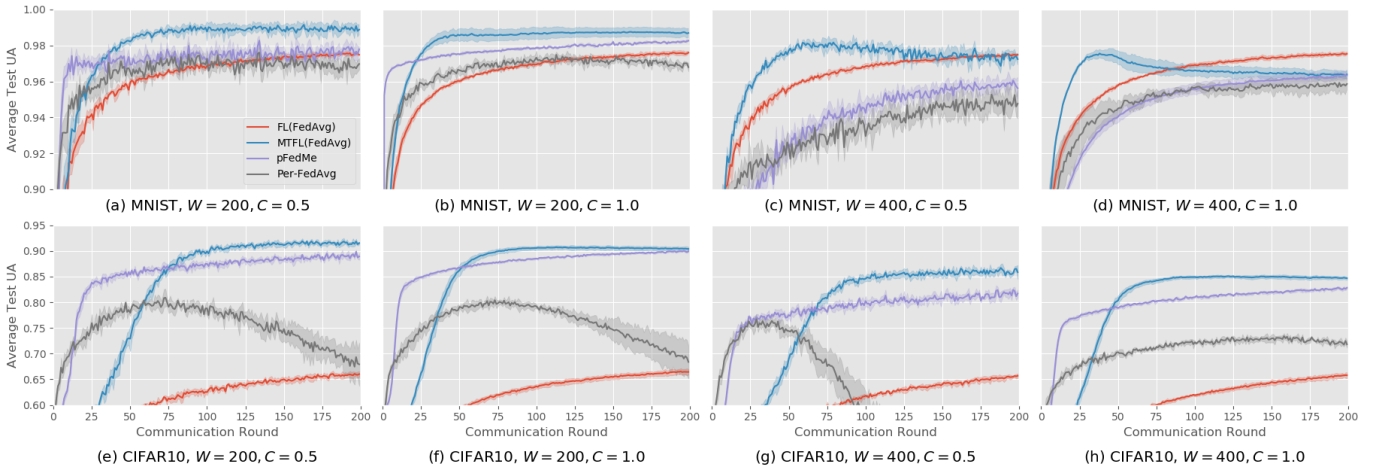 1.00
0.98
0.96
0.94
0.92
0.90
Average Test UA
FL(FedAvg)
MTFL(FedAvg)
pFedMe
Per-FedAvg
(a) MNIST, W = 200, C = 0.5
(b) MNIST, W = 200, C = 1.0
(c) MNIST, W = 400, C = 0.5
(d) MNIST, W = 400, C = 1.0
0.95
0.90
0.85
0.80
0.75
0.70
0.65
0.60
Average Test UA
0 25 50 75 100 125 150 175 200
0 25 50 75 100 125 150 175 200
0 25 50 75 100 125 150 175 200
0 25 50 75 100 125 150 175 200
Communication Round
Communication Round
Communication Round
Communication Round
(e) CIFAR10, W = 200, C = 0.5
(f) CIFAR10, W = 200, C = 1.0
(g) CIFAR10, W = 400, C = 0.5
(h) CIFAR10, W = 400, C = 1.0